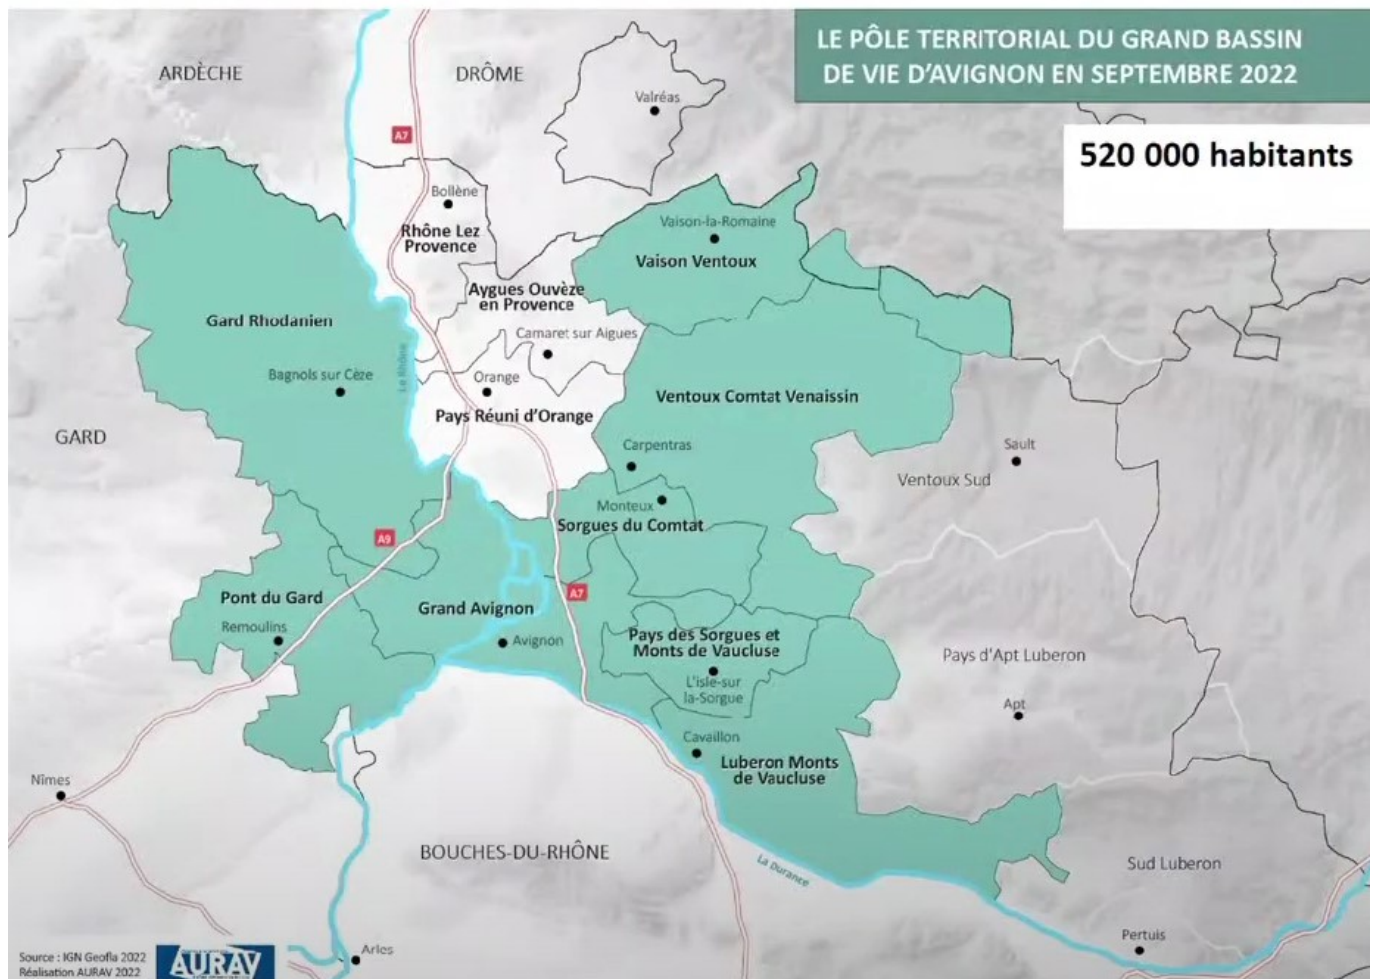 LE PÔLE TERRITORIAL DU GRAND BASSIN
DE VIE D'AVIGNON EN SEPTEMBRE 2022
520 000 habitants
ARDÈCHE
DRÔME
Valréas
A7
Bollène
Rhône Lez
Provence
Vaison-la-Romaine
Vaison Ventoux
Aygues Ouvèze
en Provence
Gard Rhodanien
Camaret sur Aigues
Le Rhône
Bagnols sur Cèze
Orange
Pays Réuni d'Orange
Ventoux Comtat Venaissin
GARD
Carpentras
Sault
Ventoux Sud
Monteux
Sorgues du Comtat
A9
A7
Pont du Gard
Grand Avignon
Remoulins
Avignon
Pays des Sorgues et
Monts de Vaucluse
L'isle-sur
la-Sorgue
Pays d'Apt Luberon
Apt
Cavaillon
Luberon Monts
de Vaucluse
Nîmes
BOUCHES-DU-RHÔNE
La Durance
Sud Luberon
Pertuis
Arles
Source : IGN Geofla 2022
Réalisation AURAV 2022
AURAV